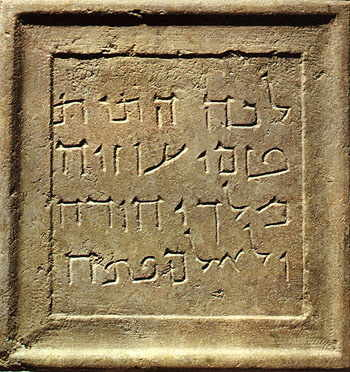 לכה התית
טמי עוזיה
מלך יהודה
ולא למפתח